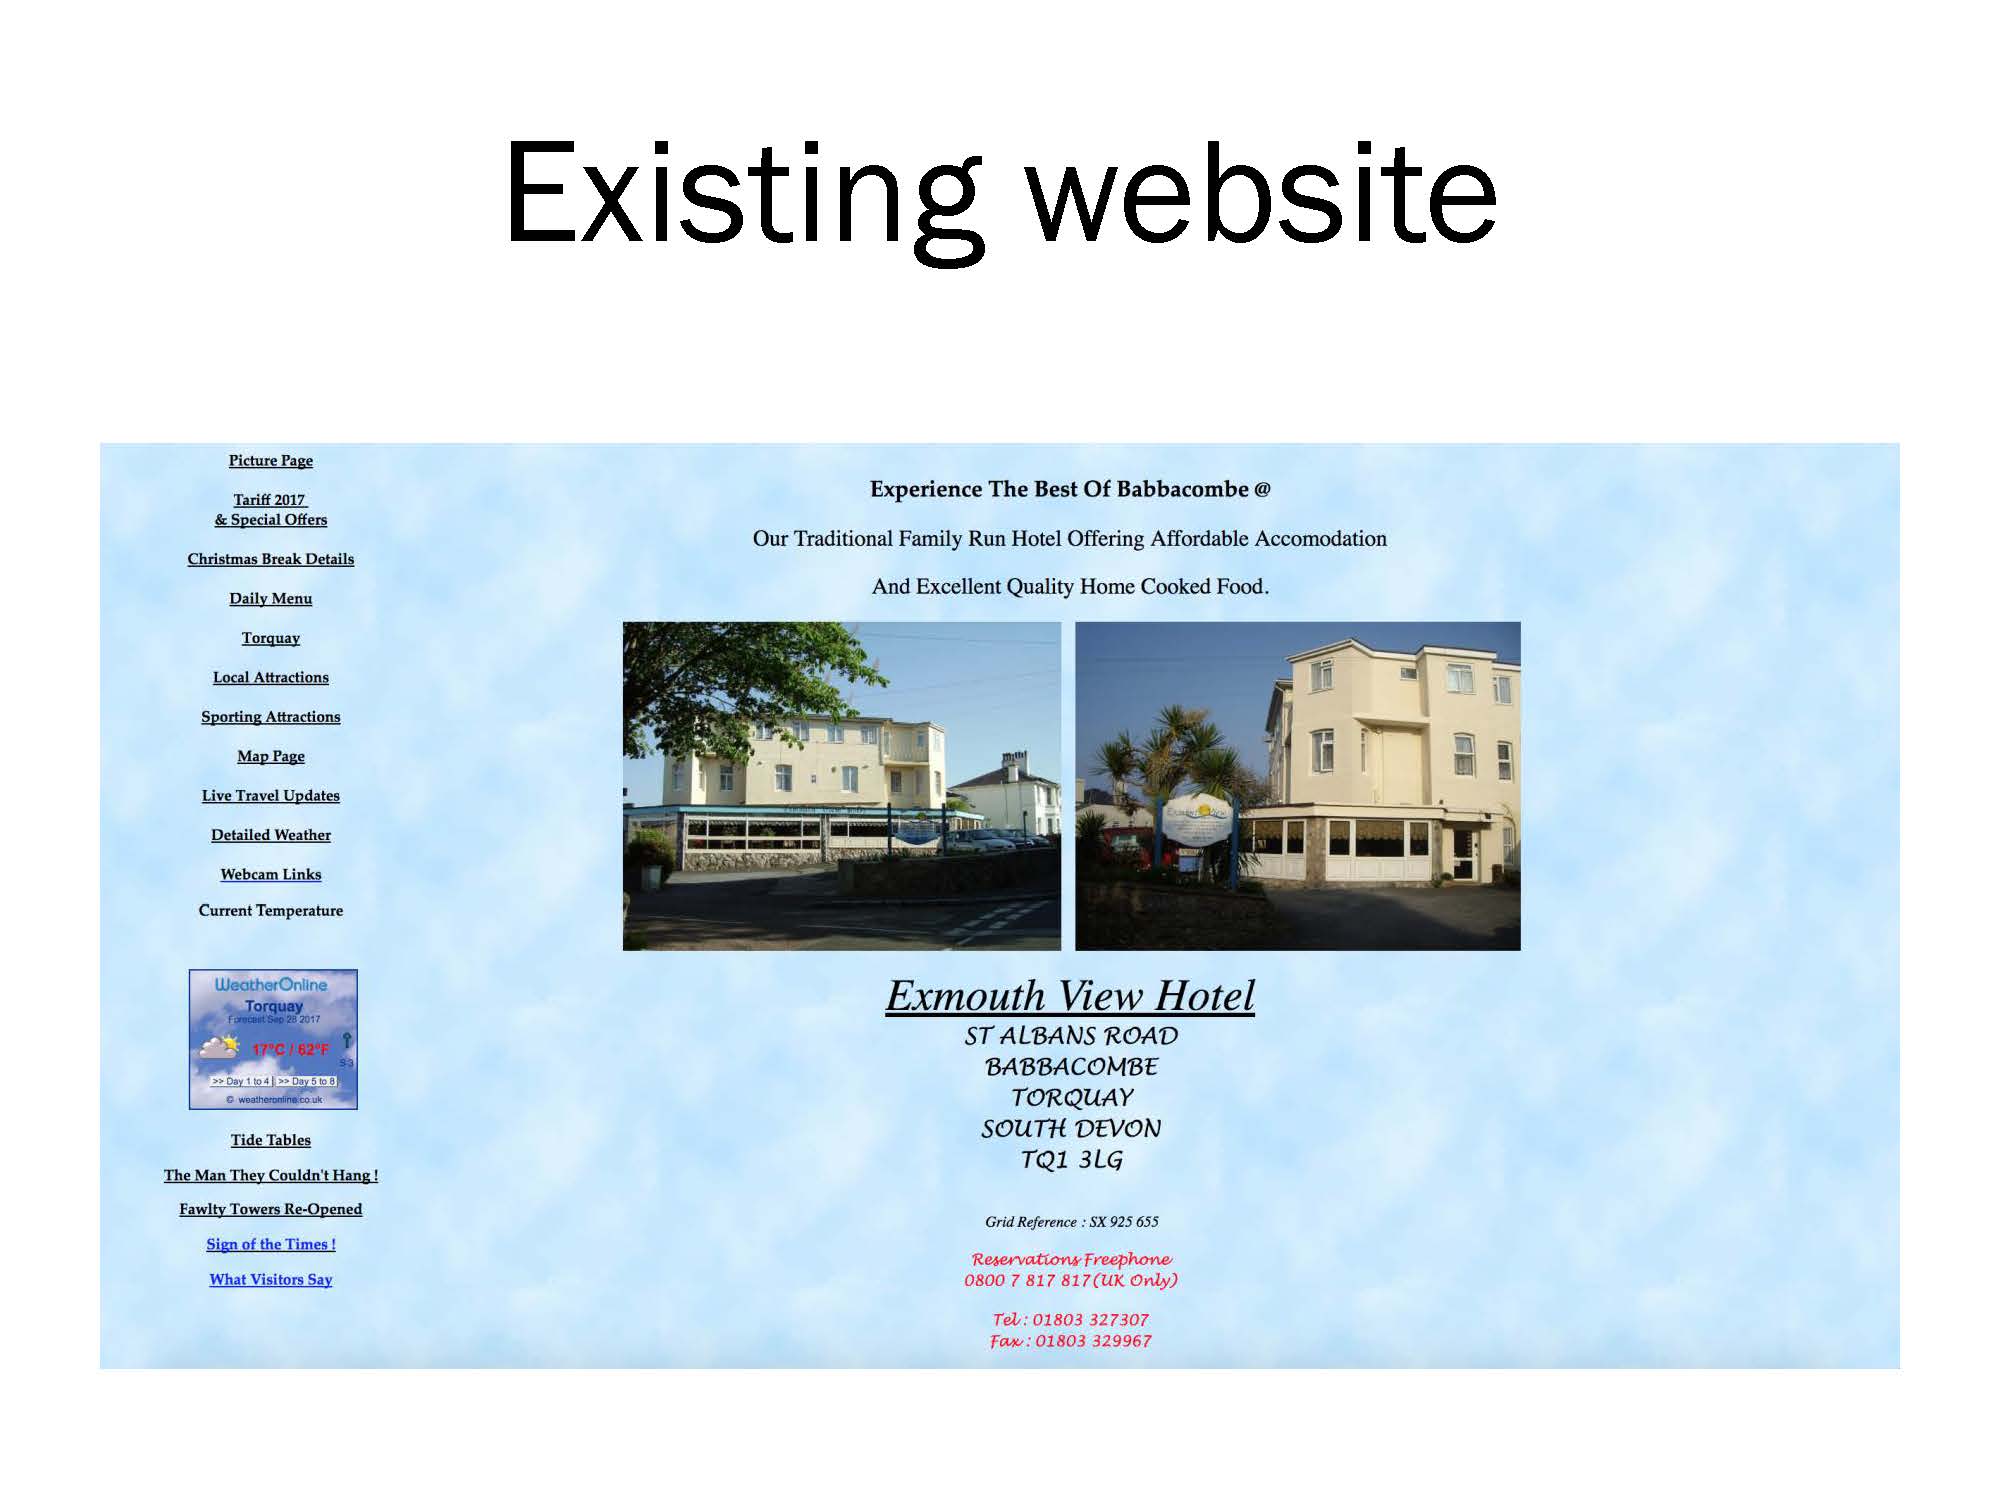 Existing website
Picture Page
Tariff 2017
& Special Offers
Christmas Break Details
Daily Menu
Torquay
Local Attractions
Sporting Attractions
Map Page
Live Travel Updates
Detailed Weather
Webcam Links
Current Temperature
WeatherOnline
Torquay
Forecast Sep 28 2017
17°C / 62°F
S 3
>> Day 1 to 4 >> Day 5 to 8
© weatheronline.co.uk
Tide Tables
The Man They Couldn't Hang !
Fawlty Towers Re-Opened
Sign of the Times !
What Visitors Say
Experience The Best Of Babbacombe @
Our Traditional Family Run Hotel Offering Affordable Accomodation
And Excellent Quality Home Cooked Food.
Exmouth View Hotel
Exmouth View
Exmouth View Hotel
ST ALBANS ROAD
BABBACOMBE
TORQUAY
SOUTH DEVON
TQ1 3LG
Grid Reference : SX 925 655
Reservations Freephone
0800 7 817 817(UK Only)
Tel : 01803 327307
Fax : 01803 329967